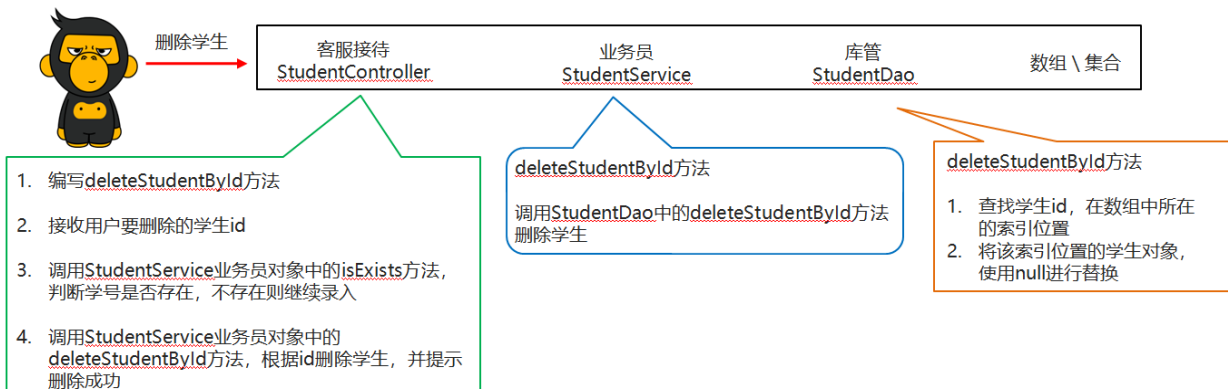 删除学生
客服接待
StudentController
业务员
StudentService
库管
StudentDao
数组 \ 集合
1. 编写deleteStudentById方法
2. 接收用户要删除的学生id
3. 调用StudentService业务员对象中的isExists方法，
判断学号是否存在，不存在则继续录入
4. 调用StudentService业务员对象中的
deleteStudentById方法，根据id删除学生，并提示
删除成功
deleteStudentById方法
调用StudentDao中的deleteStudentById方法
删除学生
deleteStudentById方法
1. 查找学生id，在数组中所在
的索引位置
2. 将该索引位置的学生对象，
使用null进行替换